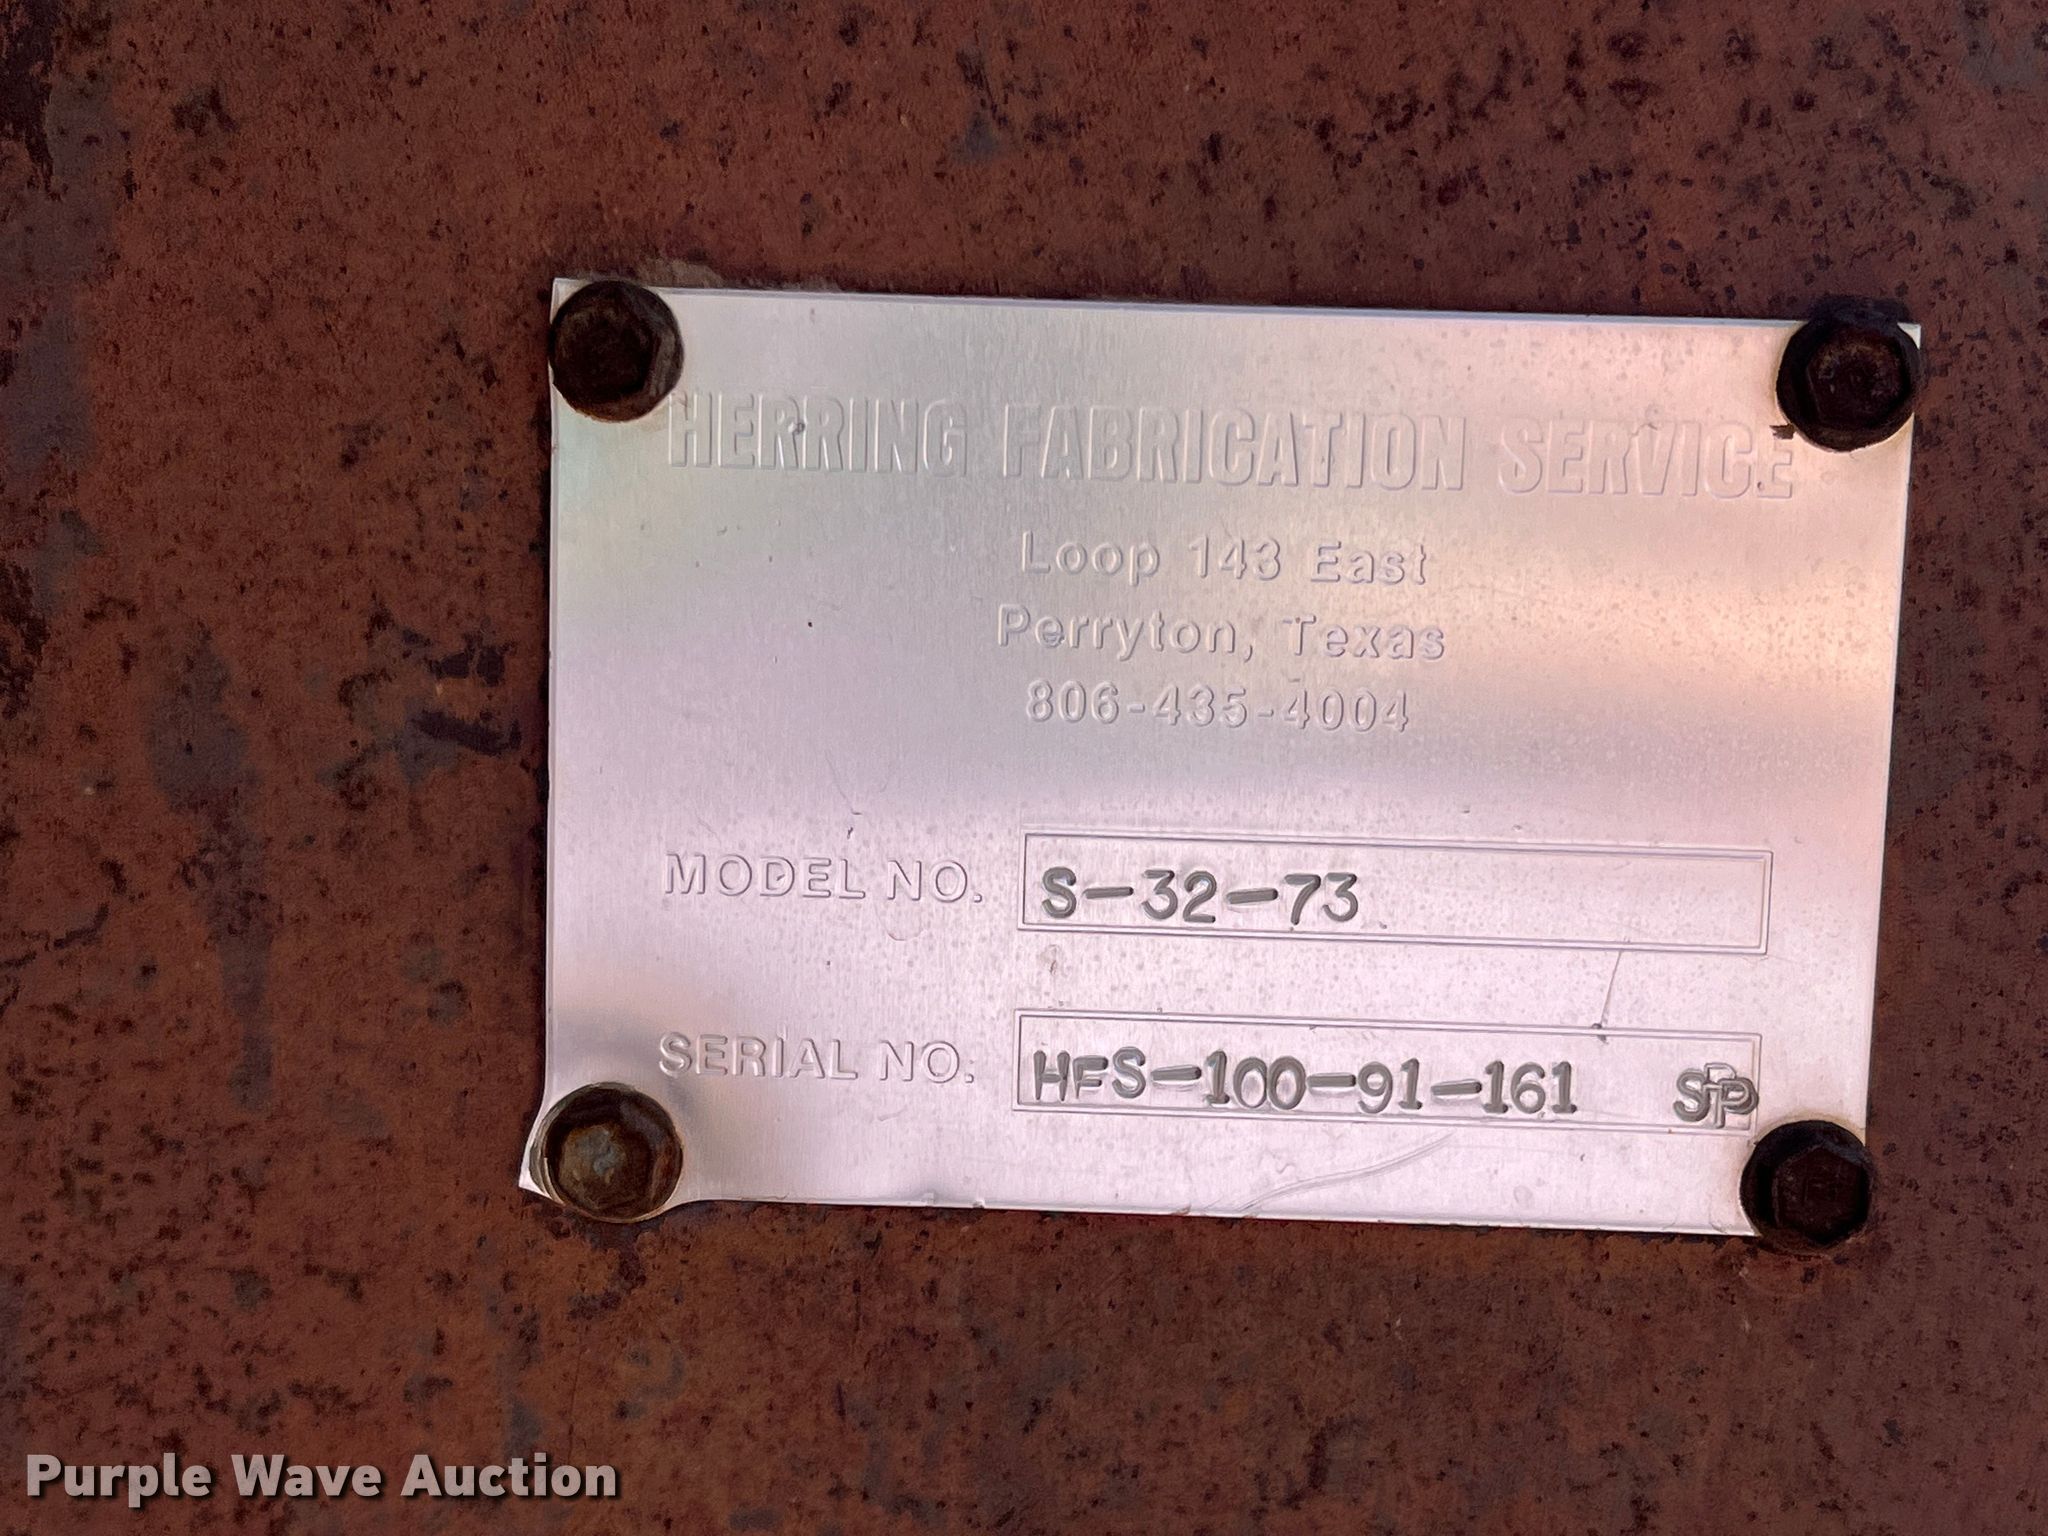 HERRING FABRICATION SERVICE
Loop 143 East
Perryton, Texas
806-435-4004
MODEL NO. S-32-73
SERIAL NO. HFS-100-91-161
Purple Wave Auction